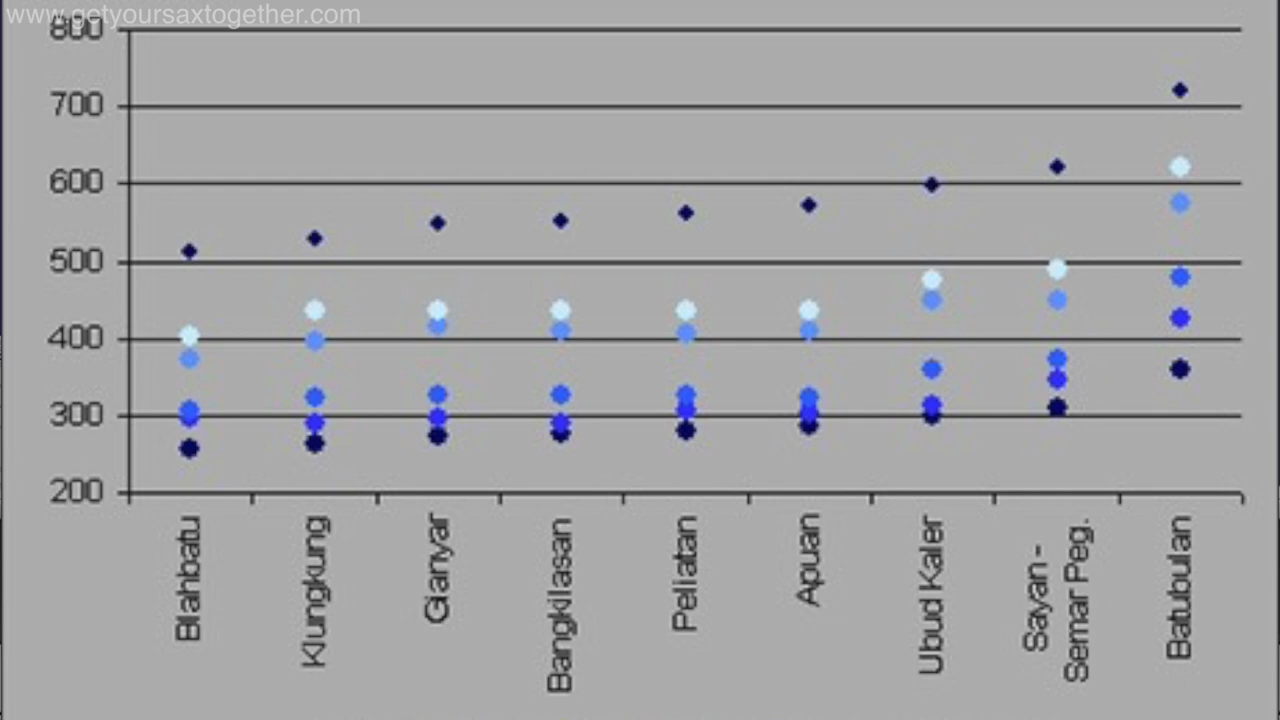 www.getyoursaxtogether.com
800
700
600
500
400
300
200
Blahbatu
Klungkung
Gianyar
Bangkilasan
Peliatan
Apuan
Ubud Kaler
Sayan -
Semar Peg.
Batubulan